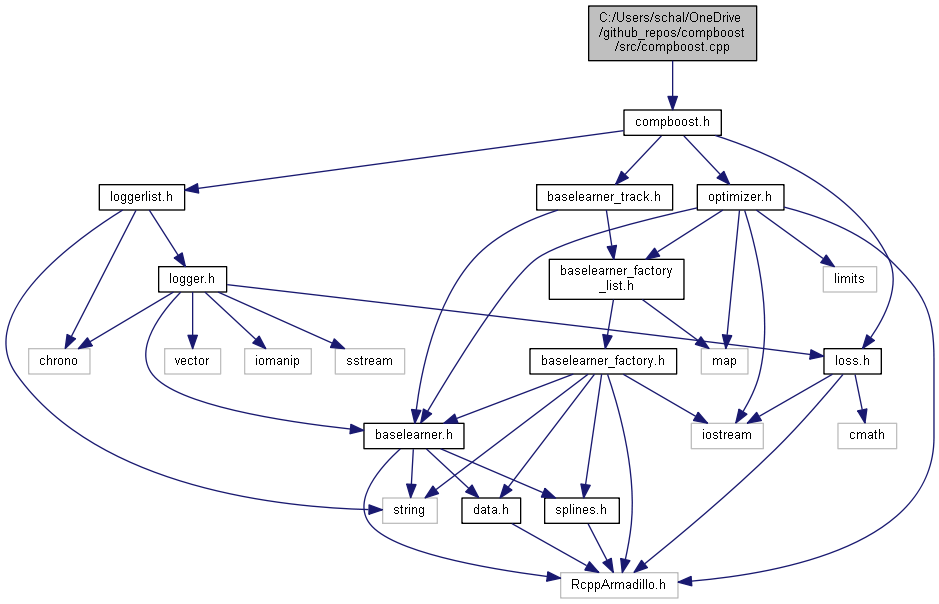 C:/Users/schal/OneDrive
/github_repos/compboost
/src/compboost.cpp
compboost.h
loggerlist.h
baselearner_track.h
optimizer.h
logger.h
baselearner_factory
_list.h
limits
chrono
vector
iomanip
sstream
baselearner_factory.h
map
loss.h
baselearner.h
iostream
cmath
string
data.h
splines.h
RcppArmadillo.h